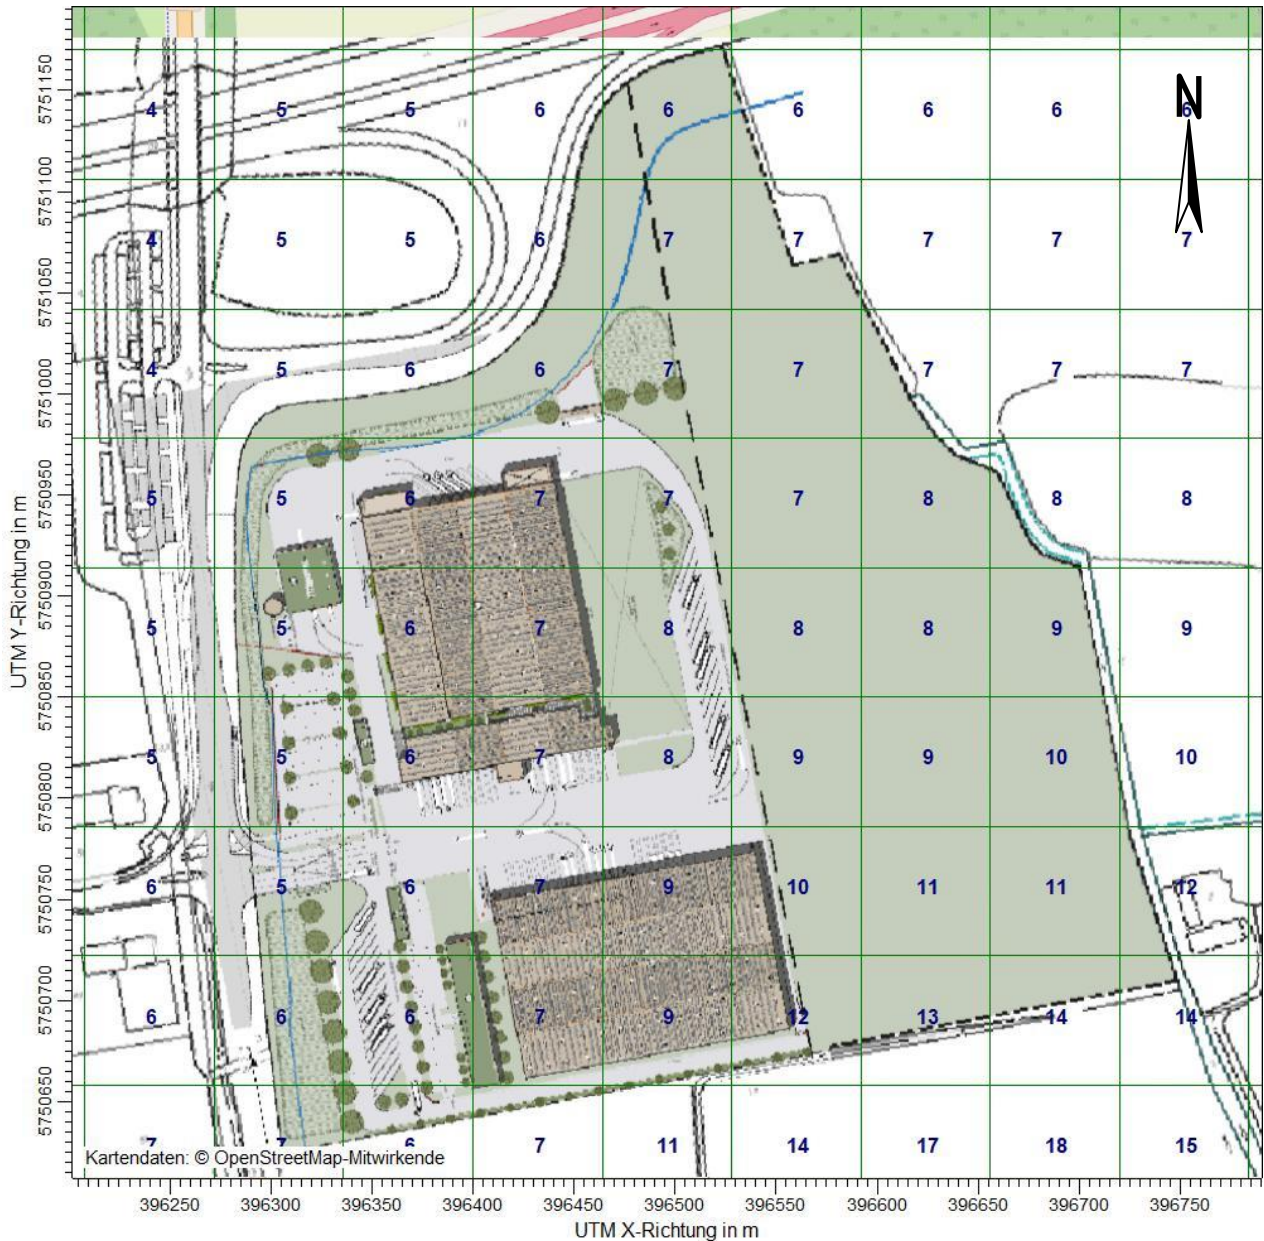 N
4 5 5 6 6 6 6 6 6
4 5 5 6 7 7 7 7 7
4 5 6 6 7 7 7 7 7
5 5 6 7 7 7 8 8 8
5 5 6 7 8 8 8 9 9
5 5 6 7 8 9 9 10 10
6 5 6 7 9 10 11 11 12
6 6 6 7 9 12 13 14 14
7 7 6 7 11 14 17 18 15
Kartendaten: © OpenStreetMap-Mitwirkende
5751150
5751100
5751050
5751000
5750950
5750900
5750850
5750800
5750750
5750700
5750650
UTM Y-Richtung in m
396250 396300 396350 396400 396450 396500 396550 396600 396650 396700 396750
UTM X-Richtung in m